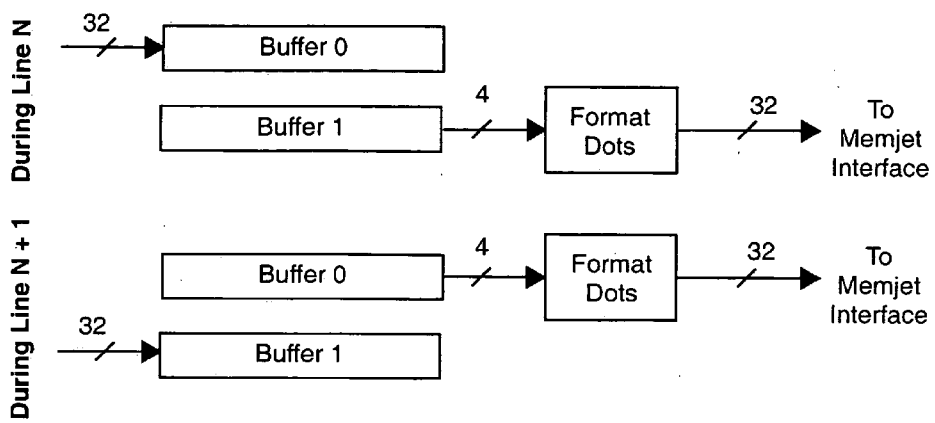 During Line N
32
Buffer 0
Buffer 1
4
Format
Dots
32
To
Memjet
Interface
During Line N + 1
Buffer 0
4
Format
Dots
32
To
Memjet
Interface
32
Buffer 1